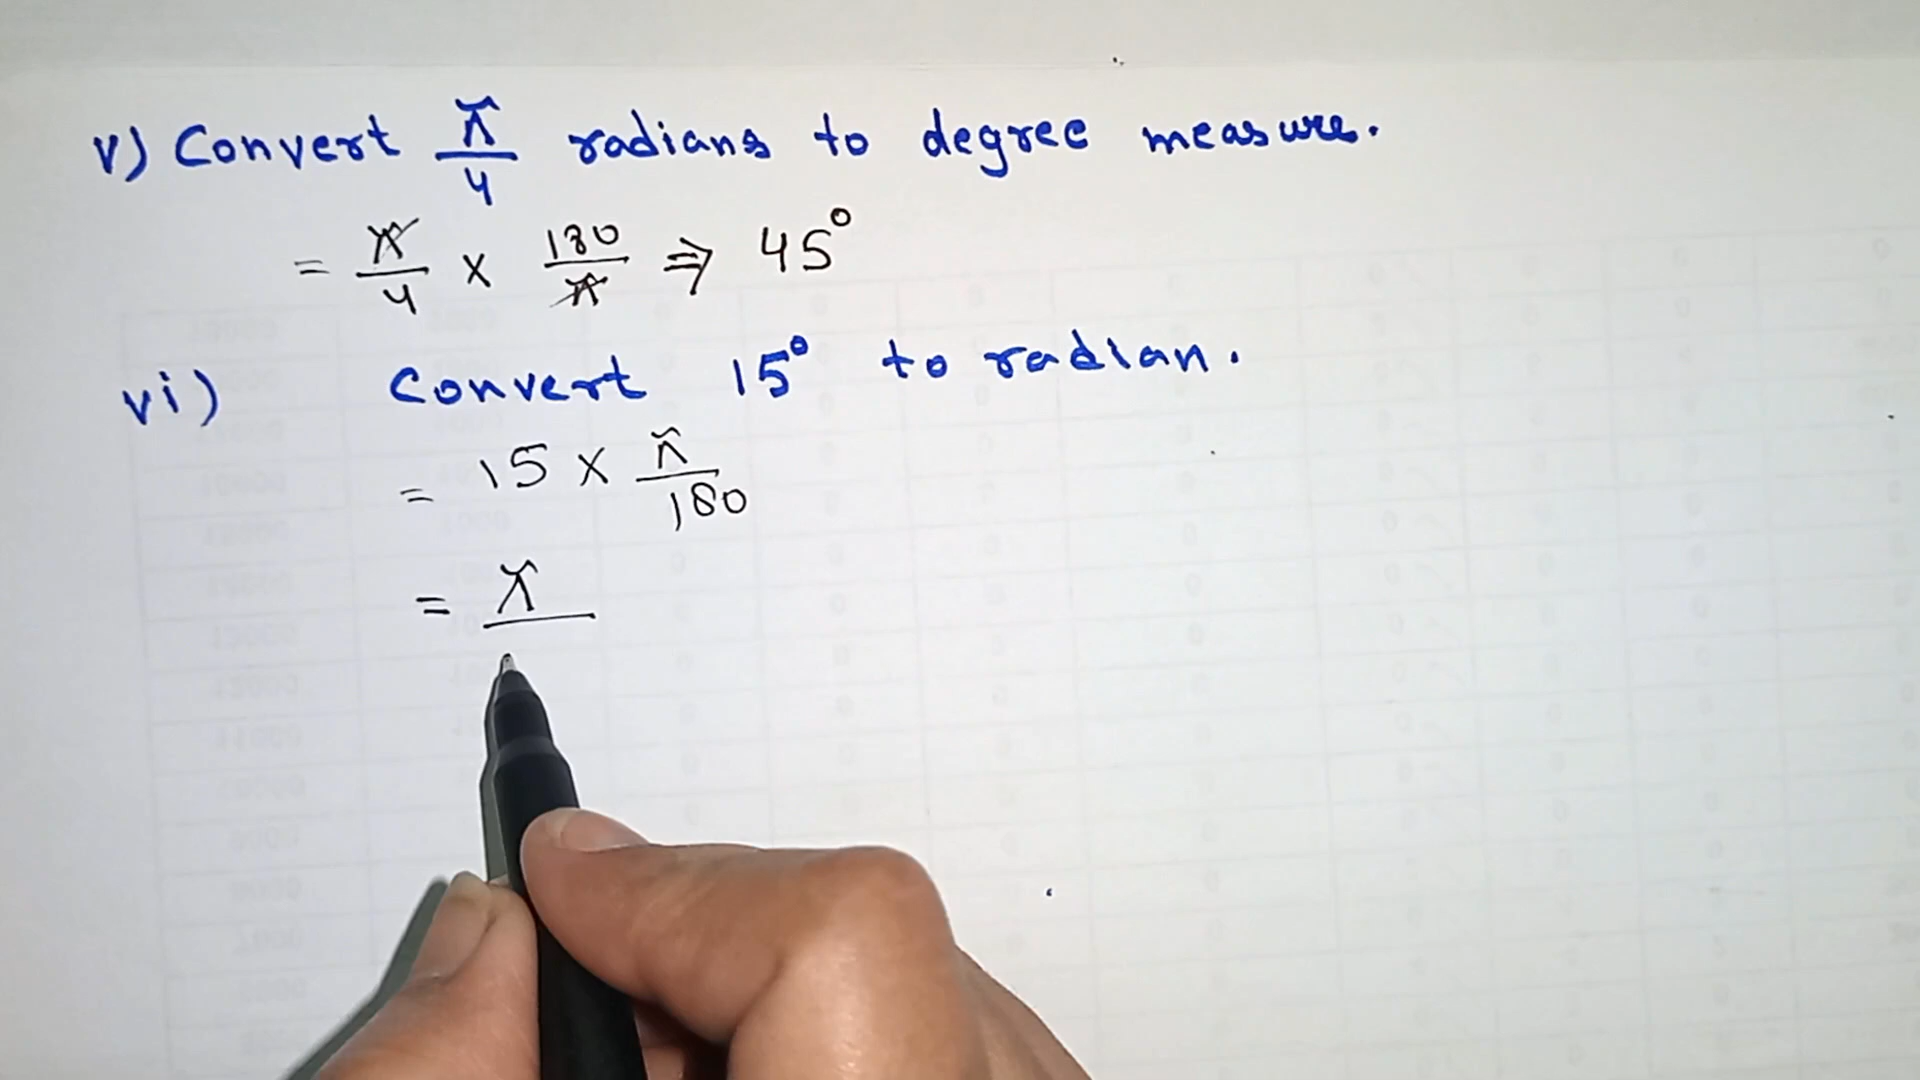 v) Convert π/4 radians to degree measure.
= π/4 × 180/π ⇒ 45°
vi) Convert 15° to radian.
= 15 × π/180
= π/